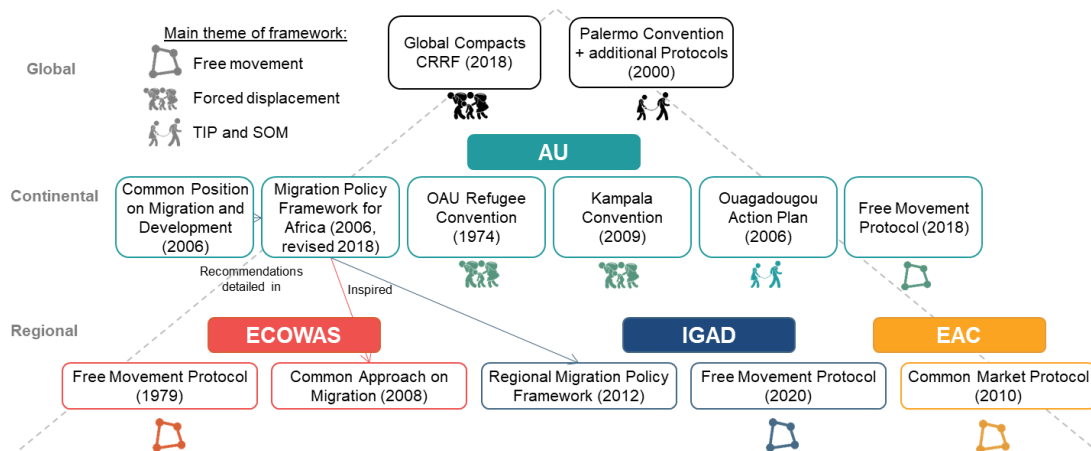 Main theme of framework:
Free movement
Forced displacement
TIP and SOM
Global
Global Compacts
CRRF (2018)
Palermo Convention
+ additional Protocols
(2000)
AU
Continental
Common Position
on Migration and
Development
(2006)
Migration Policy
Framework for
Africa (2006,
revised 2018)
OAU Refugee
Convention
(1974)
Kampala
Convention
(2009)
Ouagadougou
Action Plan
(2006)
Free Movement
Protocol (2018)
Recommendations
detailed in
Inspired
Regional
ECOWAS
IGAD
EAC
Free Movement Protocol
(1979)
Common Approach on
Migration (2008)
Regional Migration Policy
Framework (2012)
Free Movement Protocol
(2020)
Common Market Protocol
(2010)